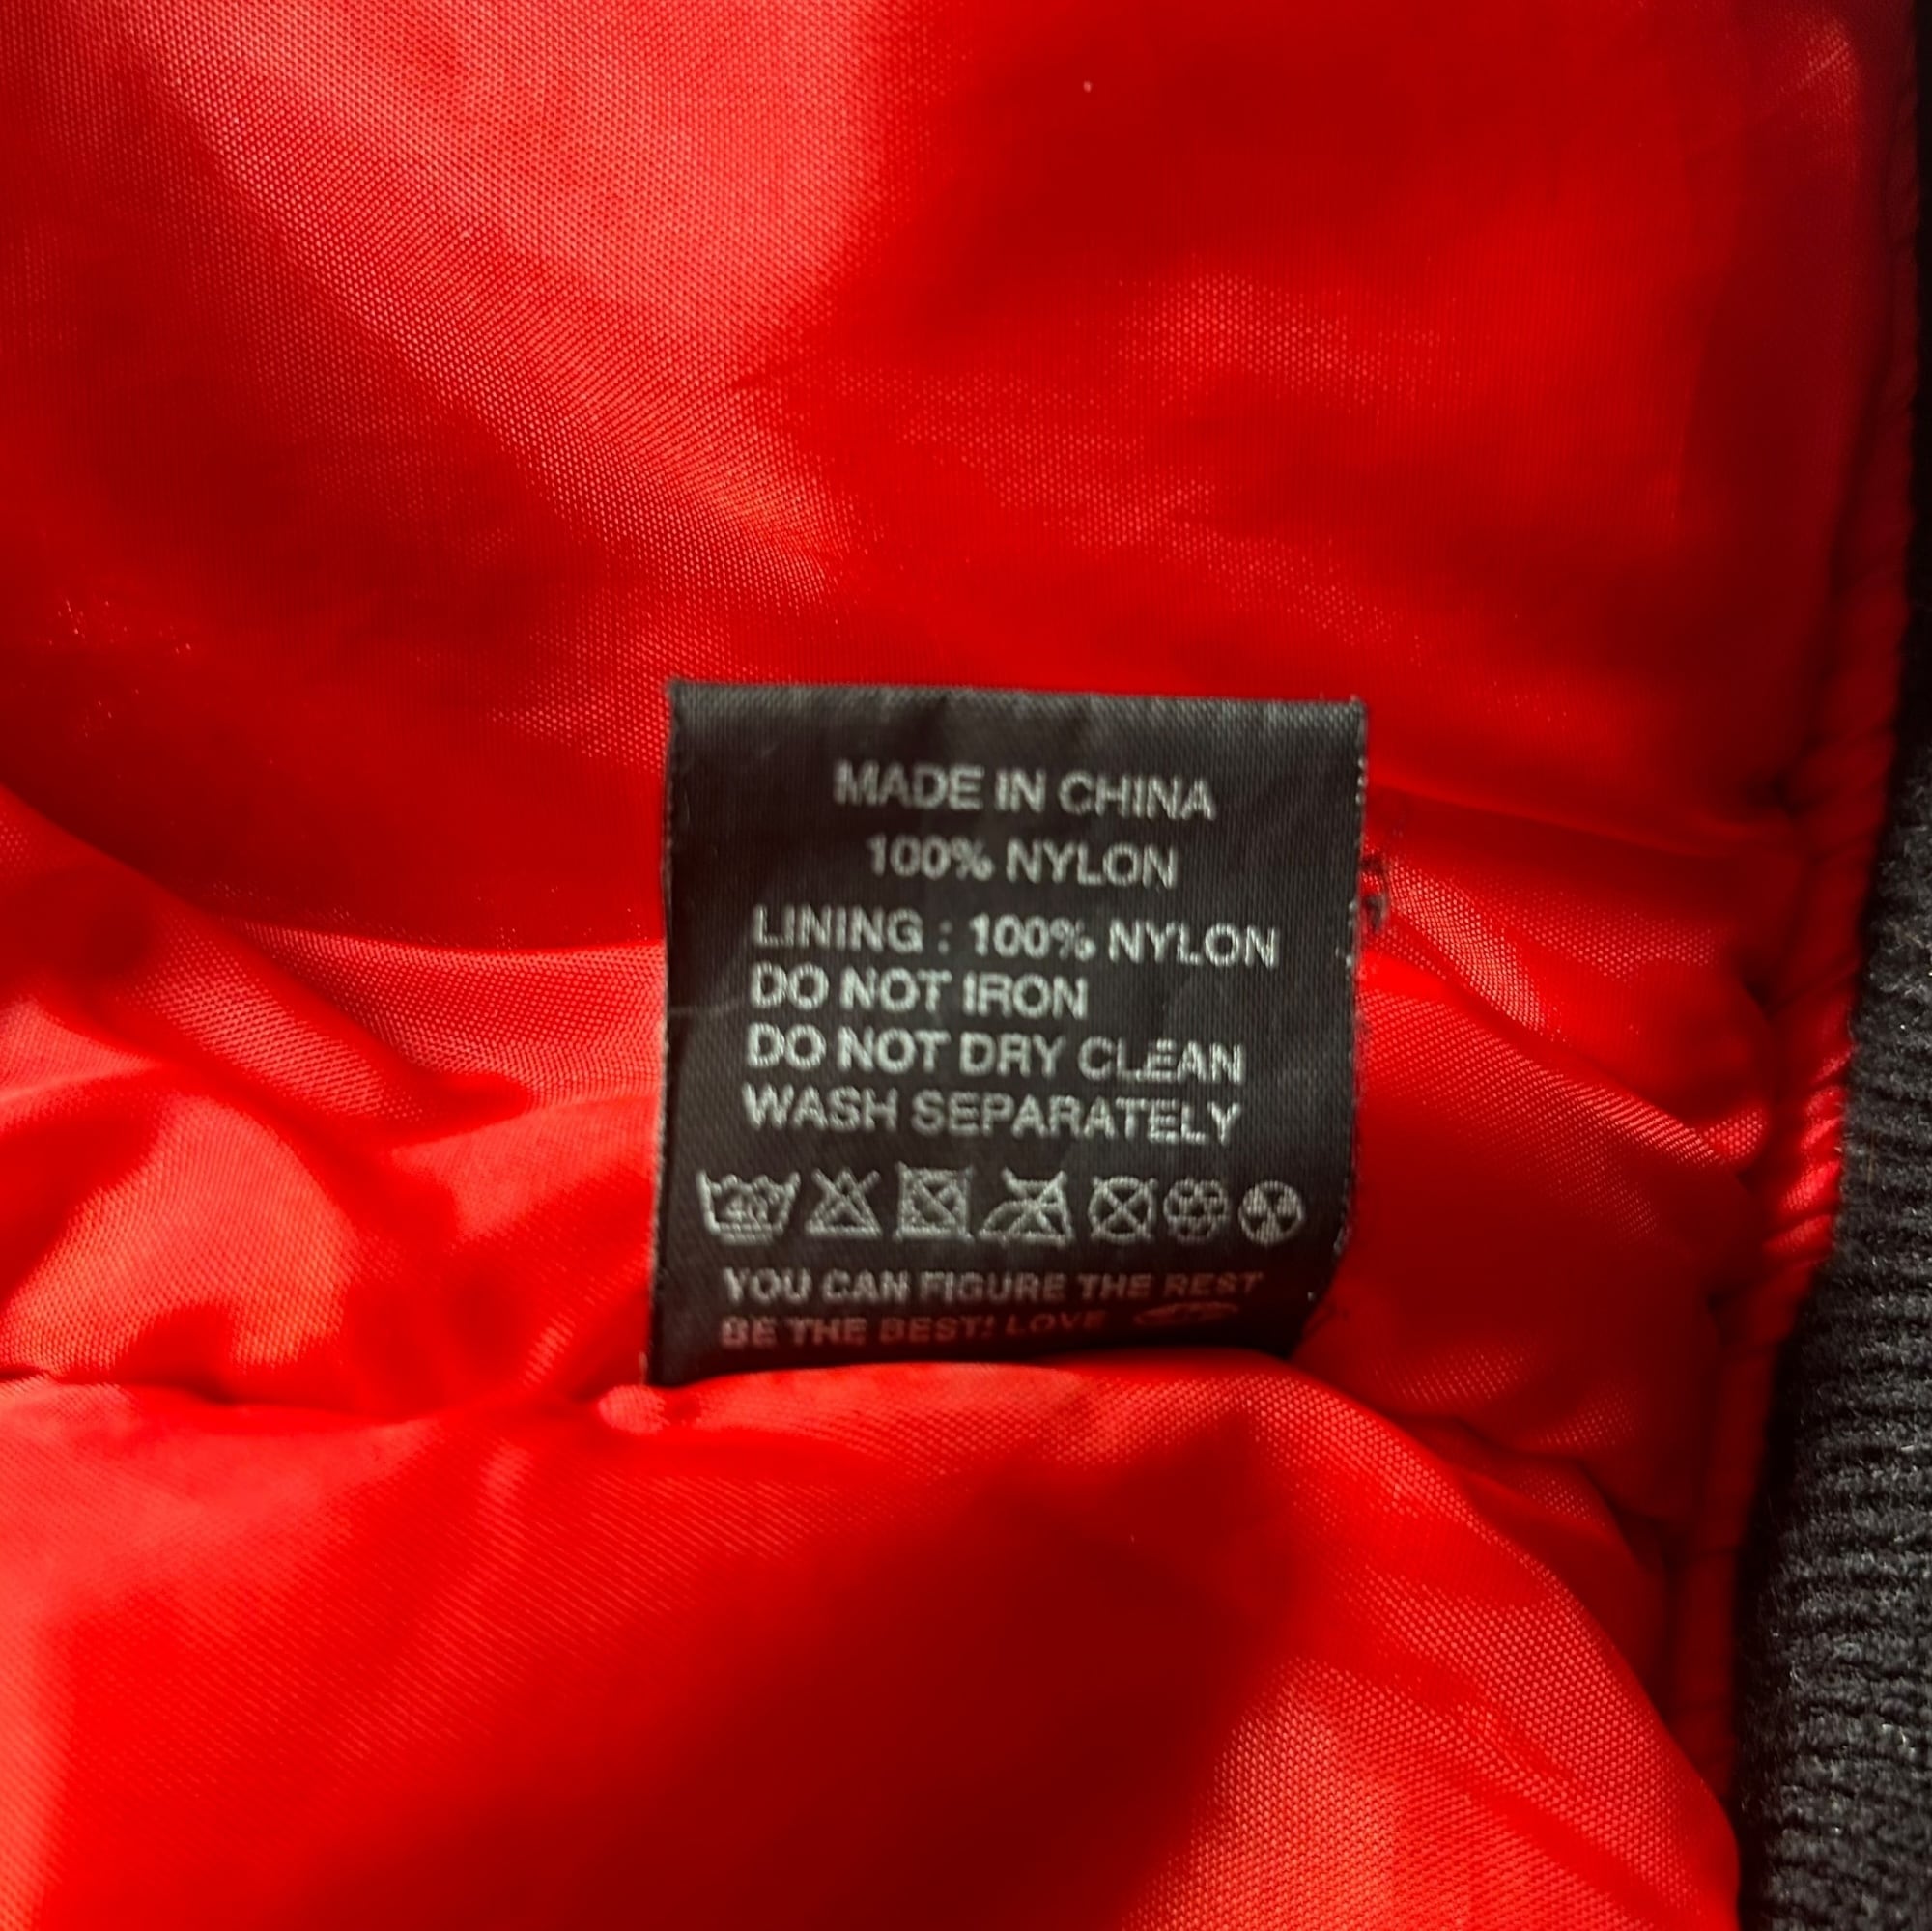 MADE IN CHINA
100% NYLON
LINING : 100% NYLON
DO NOT IRON
DO NOT DRY CLEAN
WASH SEPARATELY
40°
YOU CAN FIGURE THE REST
BE THE BEST! LOVE